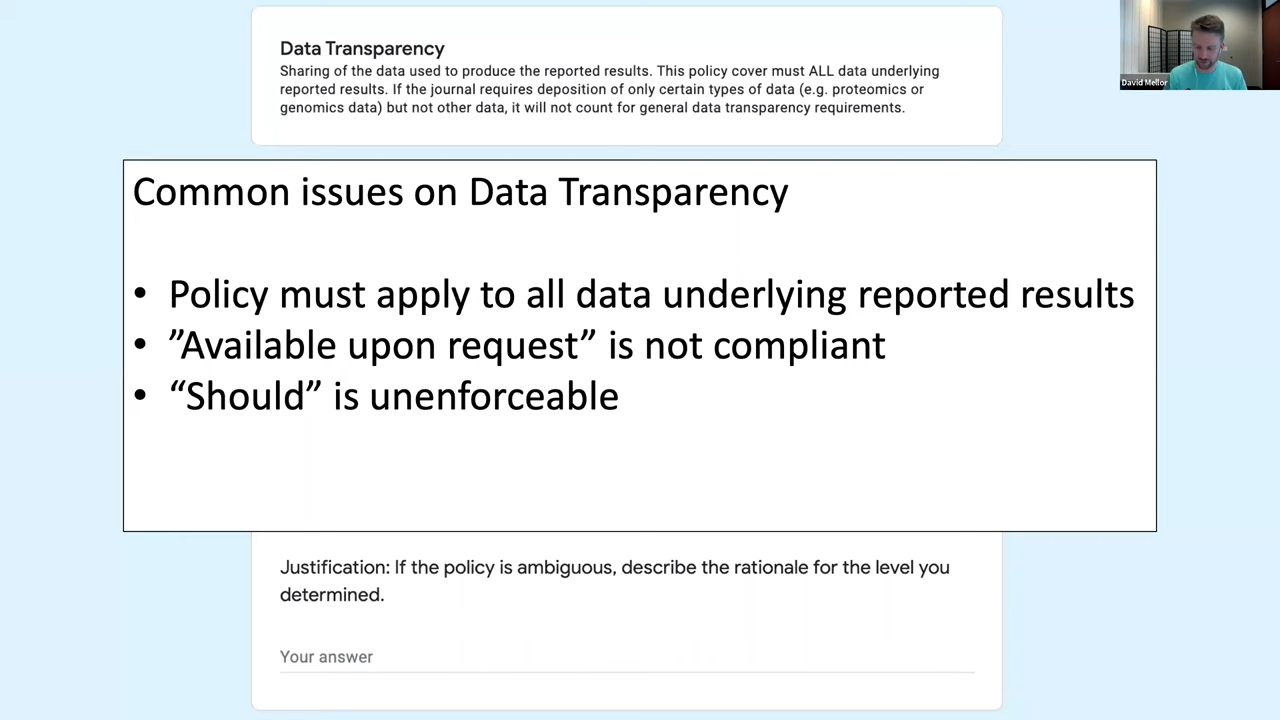 Data Transparency
Sharing of the data used to produce the reported results. This policy cover must ALL data underlying
reported results. If the journal requires deposition of only certain types of data (e.g. proteomics or
genomics data) but not other data, it will not count for general data transparency requirements.
David Mellor
Common issues on Data Transparency
• Policy must apply to all data underlying reported results
• ”Available upon request” is not compliant
• “Should” is unenforceable
Justification: If the policy is ambiguous, describe the rationale for the level you
determined.
Your answer